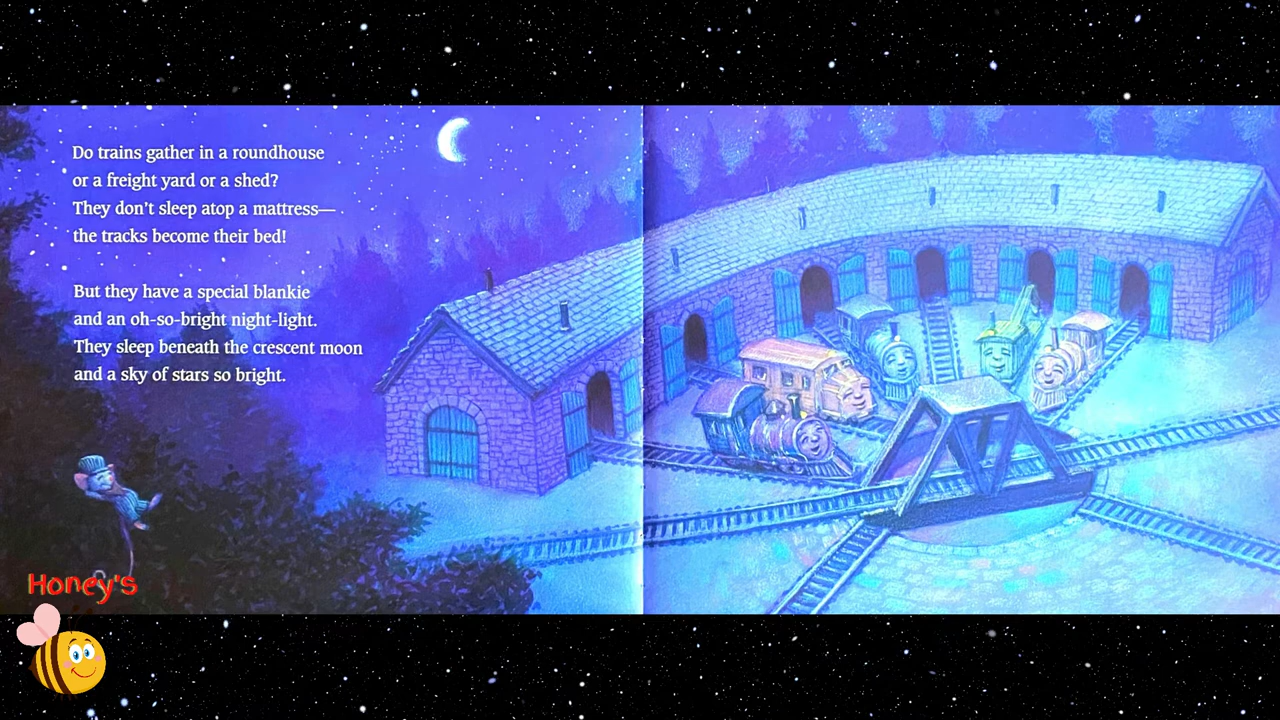 Do trains gather in a roundhouse
or a freight yard or a shed?
They don't sleep atop a mattress—
the tracks become their bed!
But they have a special blankie
and an oh-so-bright night-light.
They sleep beneath the crescent moon
and a sky of stars so bright.
Honey's